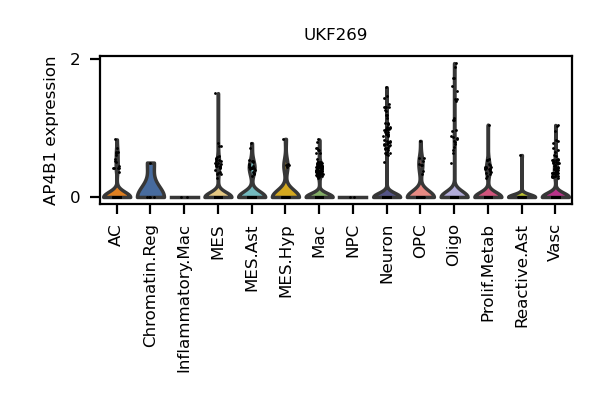 UKF269
AP4B1 expression
2
0
AC
Chromatin.Reg
Inflammatory.Mac
MES
MES.Ast
MES.Hyp
Mac
NPC
Neuron
OPC
Oligo
Prolif.Metab
Reactive.Ast
Vasc